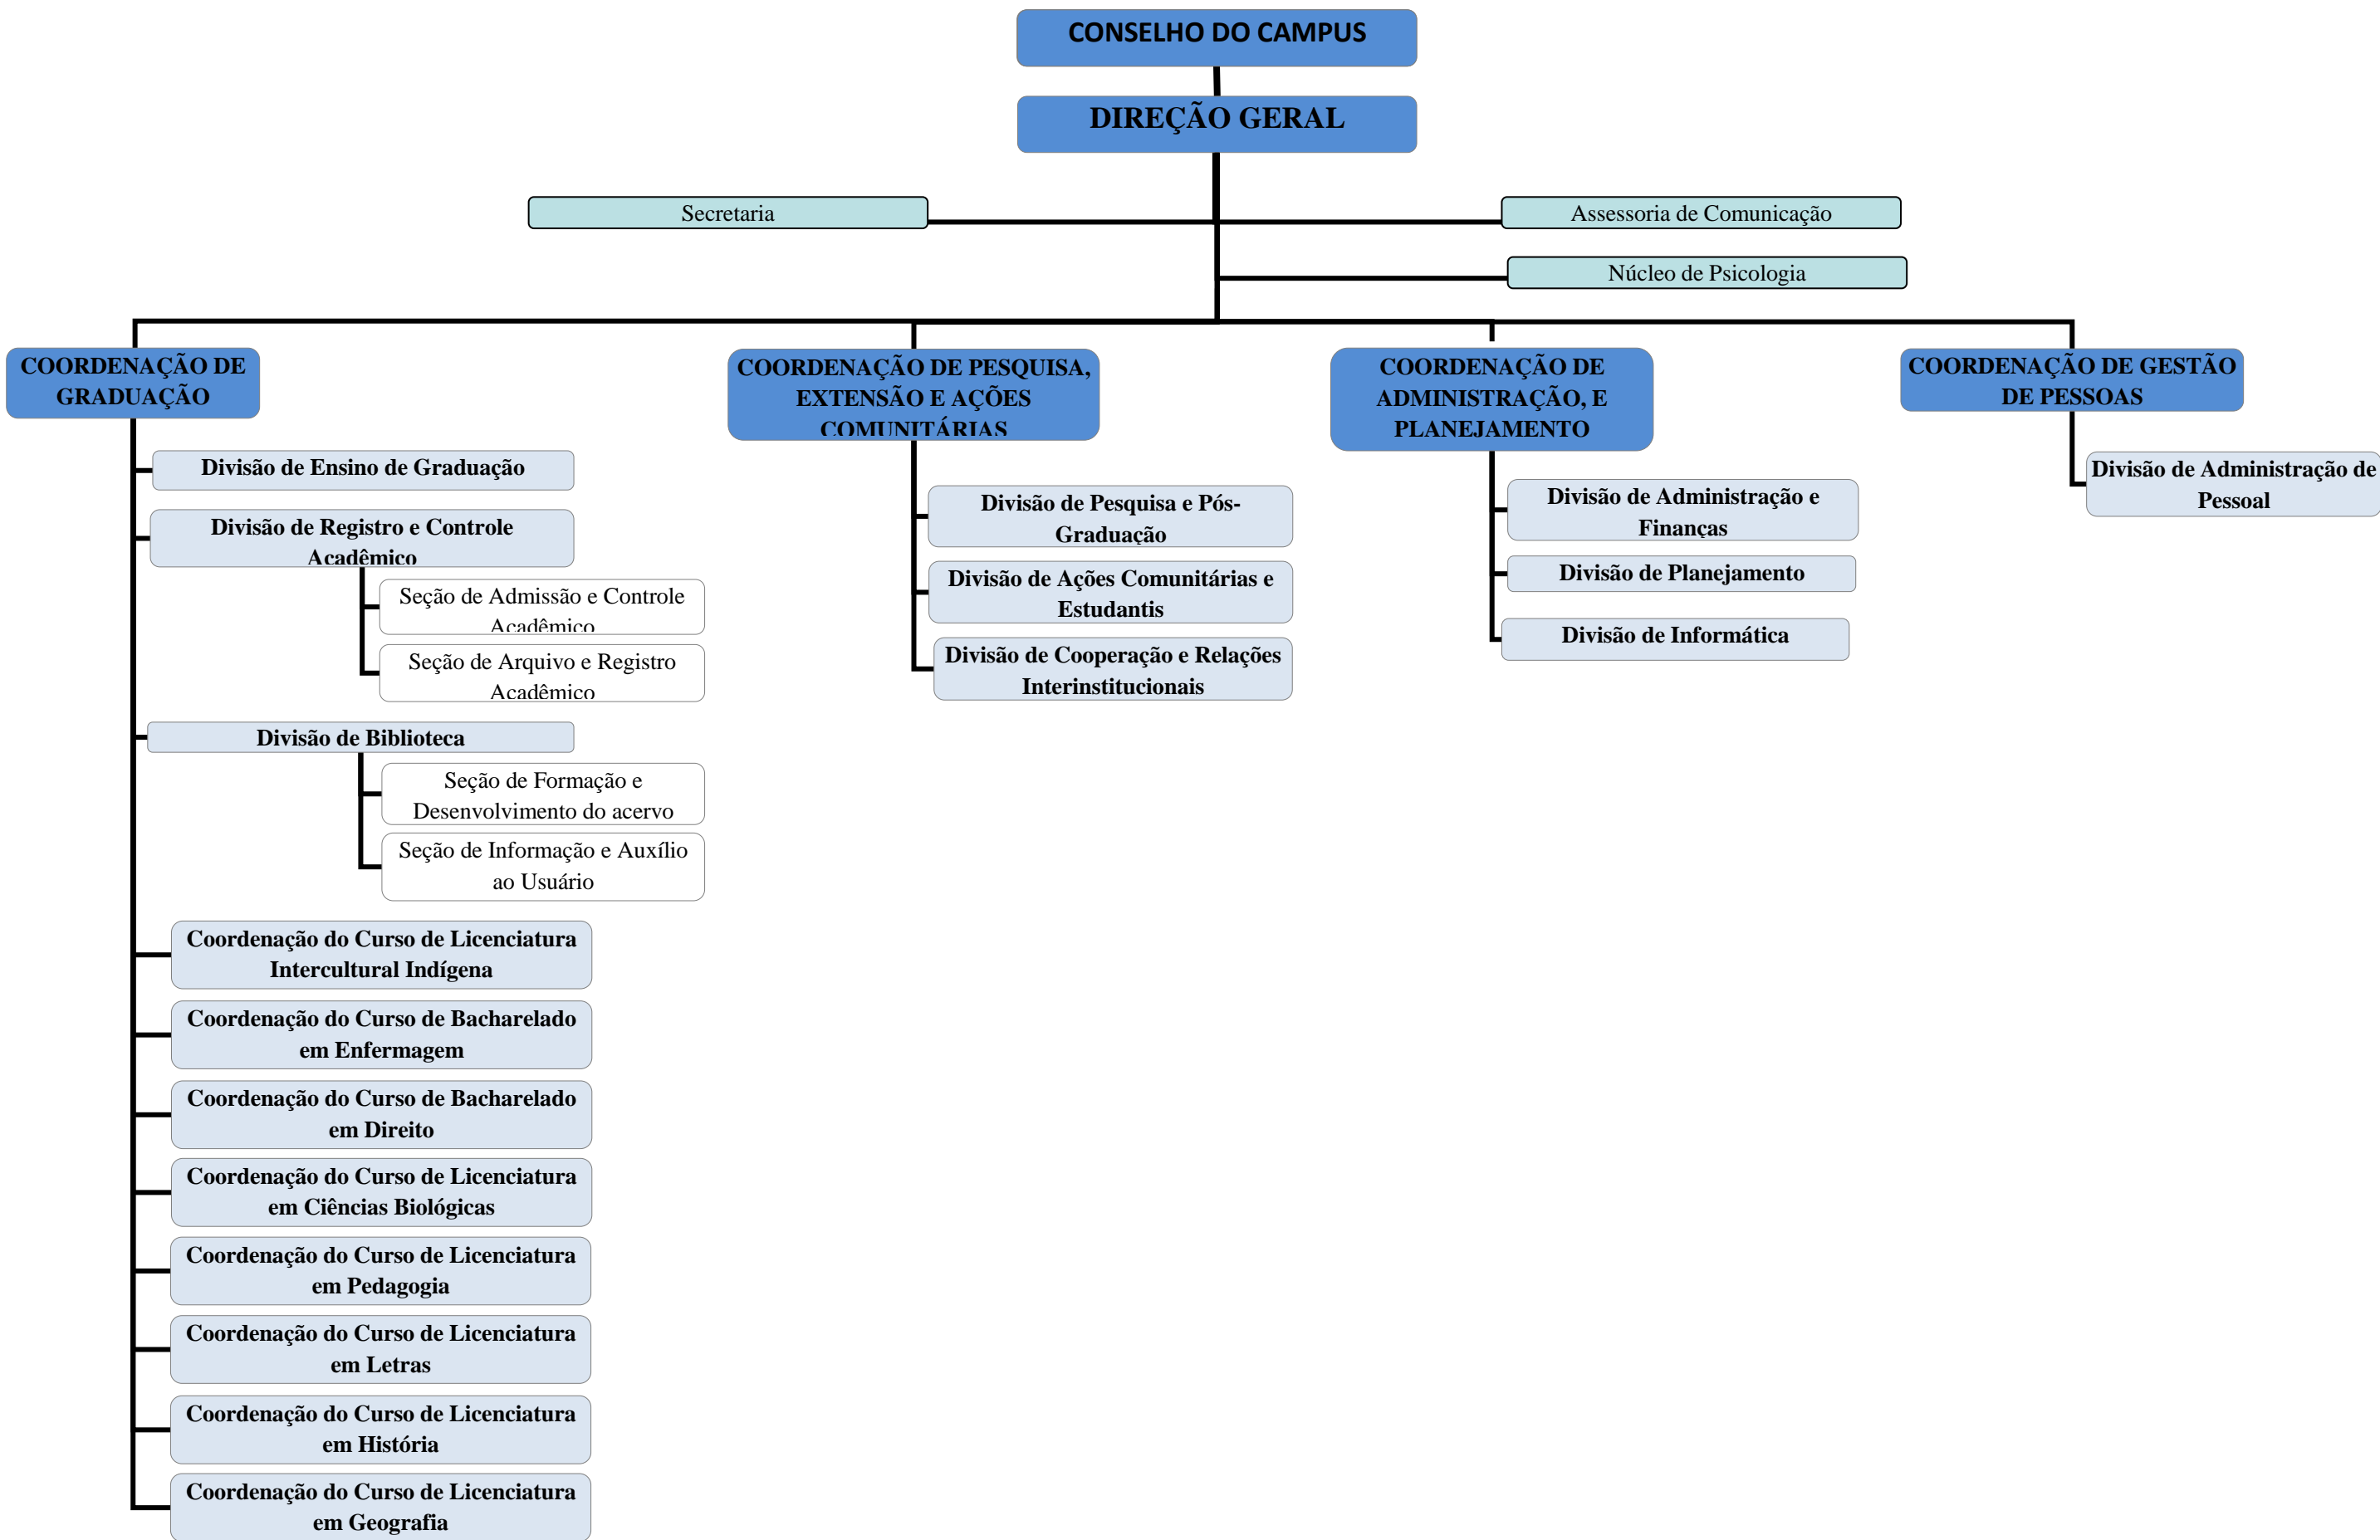 CONSELHO DO CAMPUS
DIREÇÃO GERAL
Secretaria
Assessoria de Comunicação
Núcleo de Psicologia
COORDENAÇÃO DE
GRADUAÇÃO
Divisão de Ensino de Graduação
Divisão de Registro e Controle
Acadêmico
Seção de Admissão e Controle
Acadêmico
Seção de Arquivo e Registro
Acadêmico
Divisão de Biblioteca
Seção de Formação e
Desenvolvimento do acervo
Seção de Informação e Auxílio
ao Usuário
Coordenação do Curso de Licenciatura
Intercultural Indígena
Coordenação do Curso de Bacharelado
em Enfermagem
Coordenação do Curso de Bacharelado
em Direito
Coordenação do Curso de Licenciatura
em Ciências Biológicas
Coordenação do Curso de Licenciatura
em Pedagogia
Coordenação do Curso de Licenciatura
em Letras
Coordenação do Curso de Licenciatura
em História
Coordenação do Curso de Licenciatura
em Geografia
COORDENAÇÃO DE PESQUISA,
EXTENSÃO E AÇÕES
COMUNITÁRIAS
Divisão de Pesquisa e Pós-
Graduação
Divisão de Ações Comunitárias e
Estudantis
Divisão de Cooperação e Relações
Interinstitucionais
COORDENAÇÃO DE
ADMINISTRAÇÃO, E
PLANEJAMENTO
Divisão de Administração e
Finanças
Divisão de Planejamento
Divisão de Informática
COORDENAÇÃO DE GESTÃO
DE PESSOAS
Divisão de Administração de
Pessoal